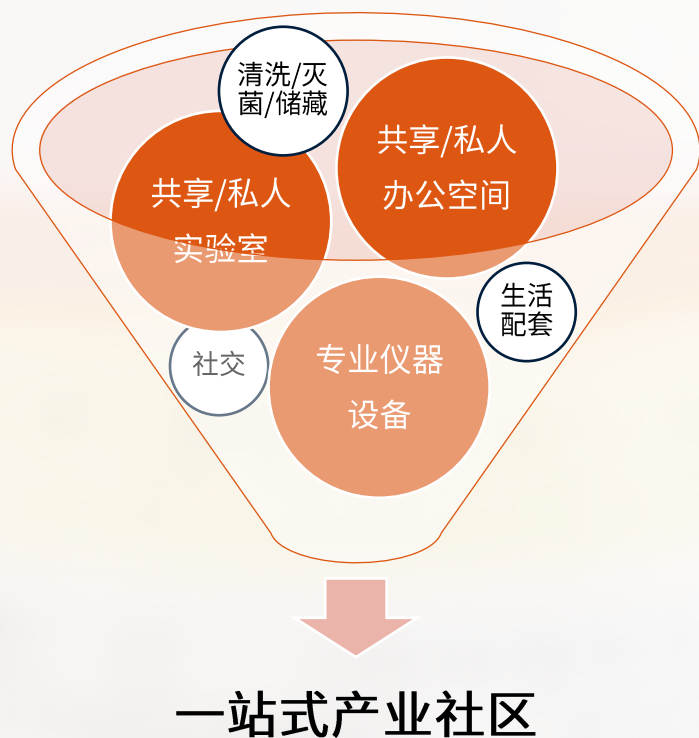 清洗/灭
菌/储藏
共享/私人
办公空间
共享/私人
实验室
生活
配套
社交
专业仪器
设备
一站式产业社区